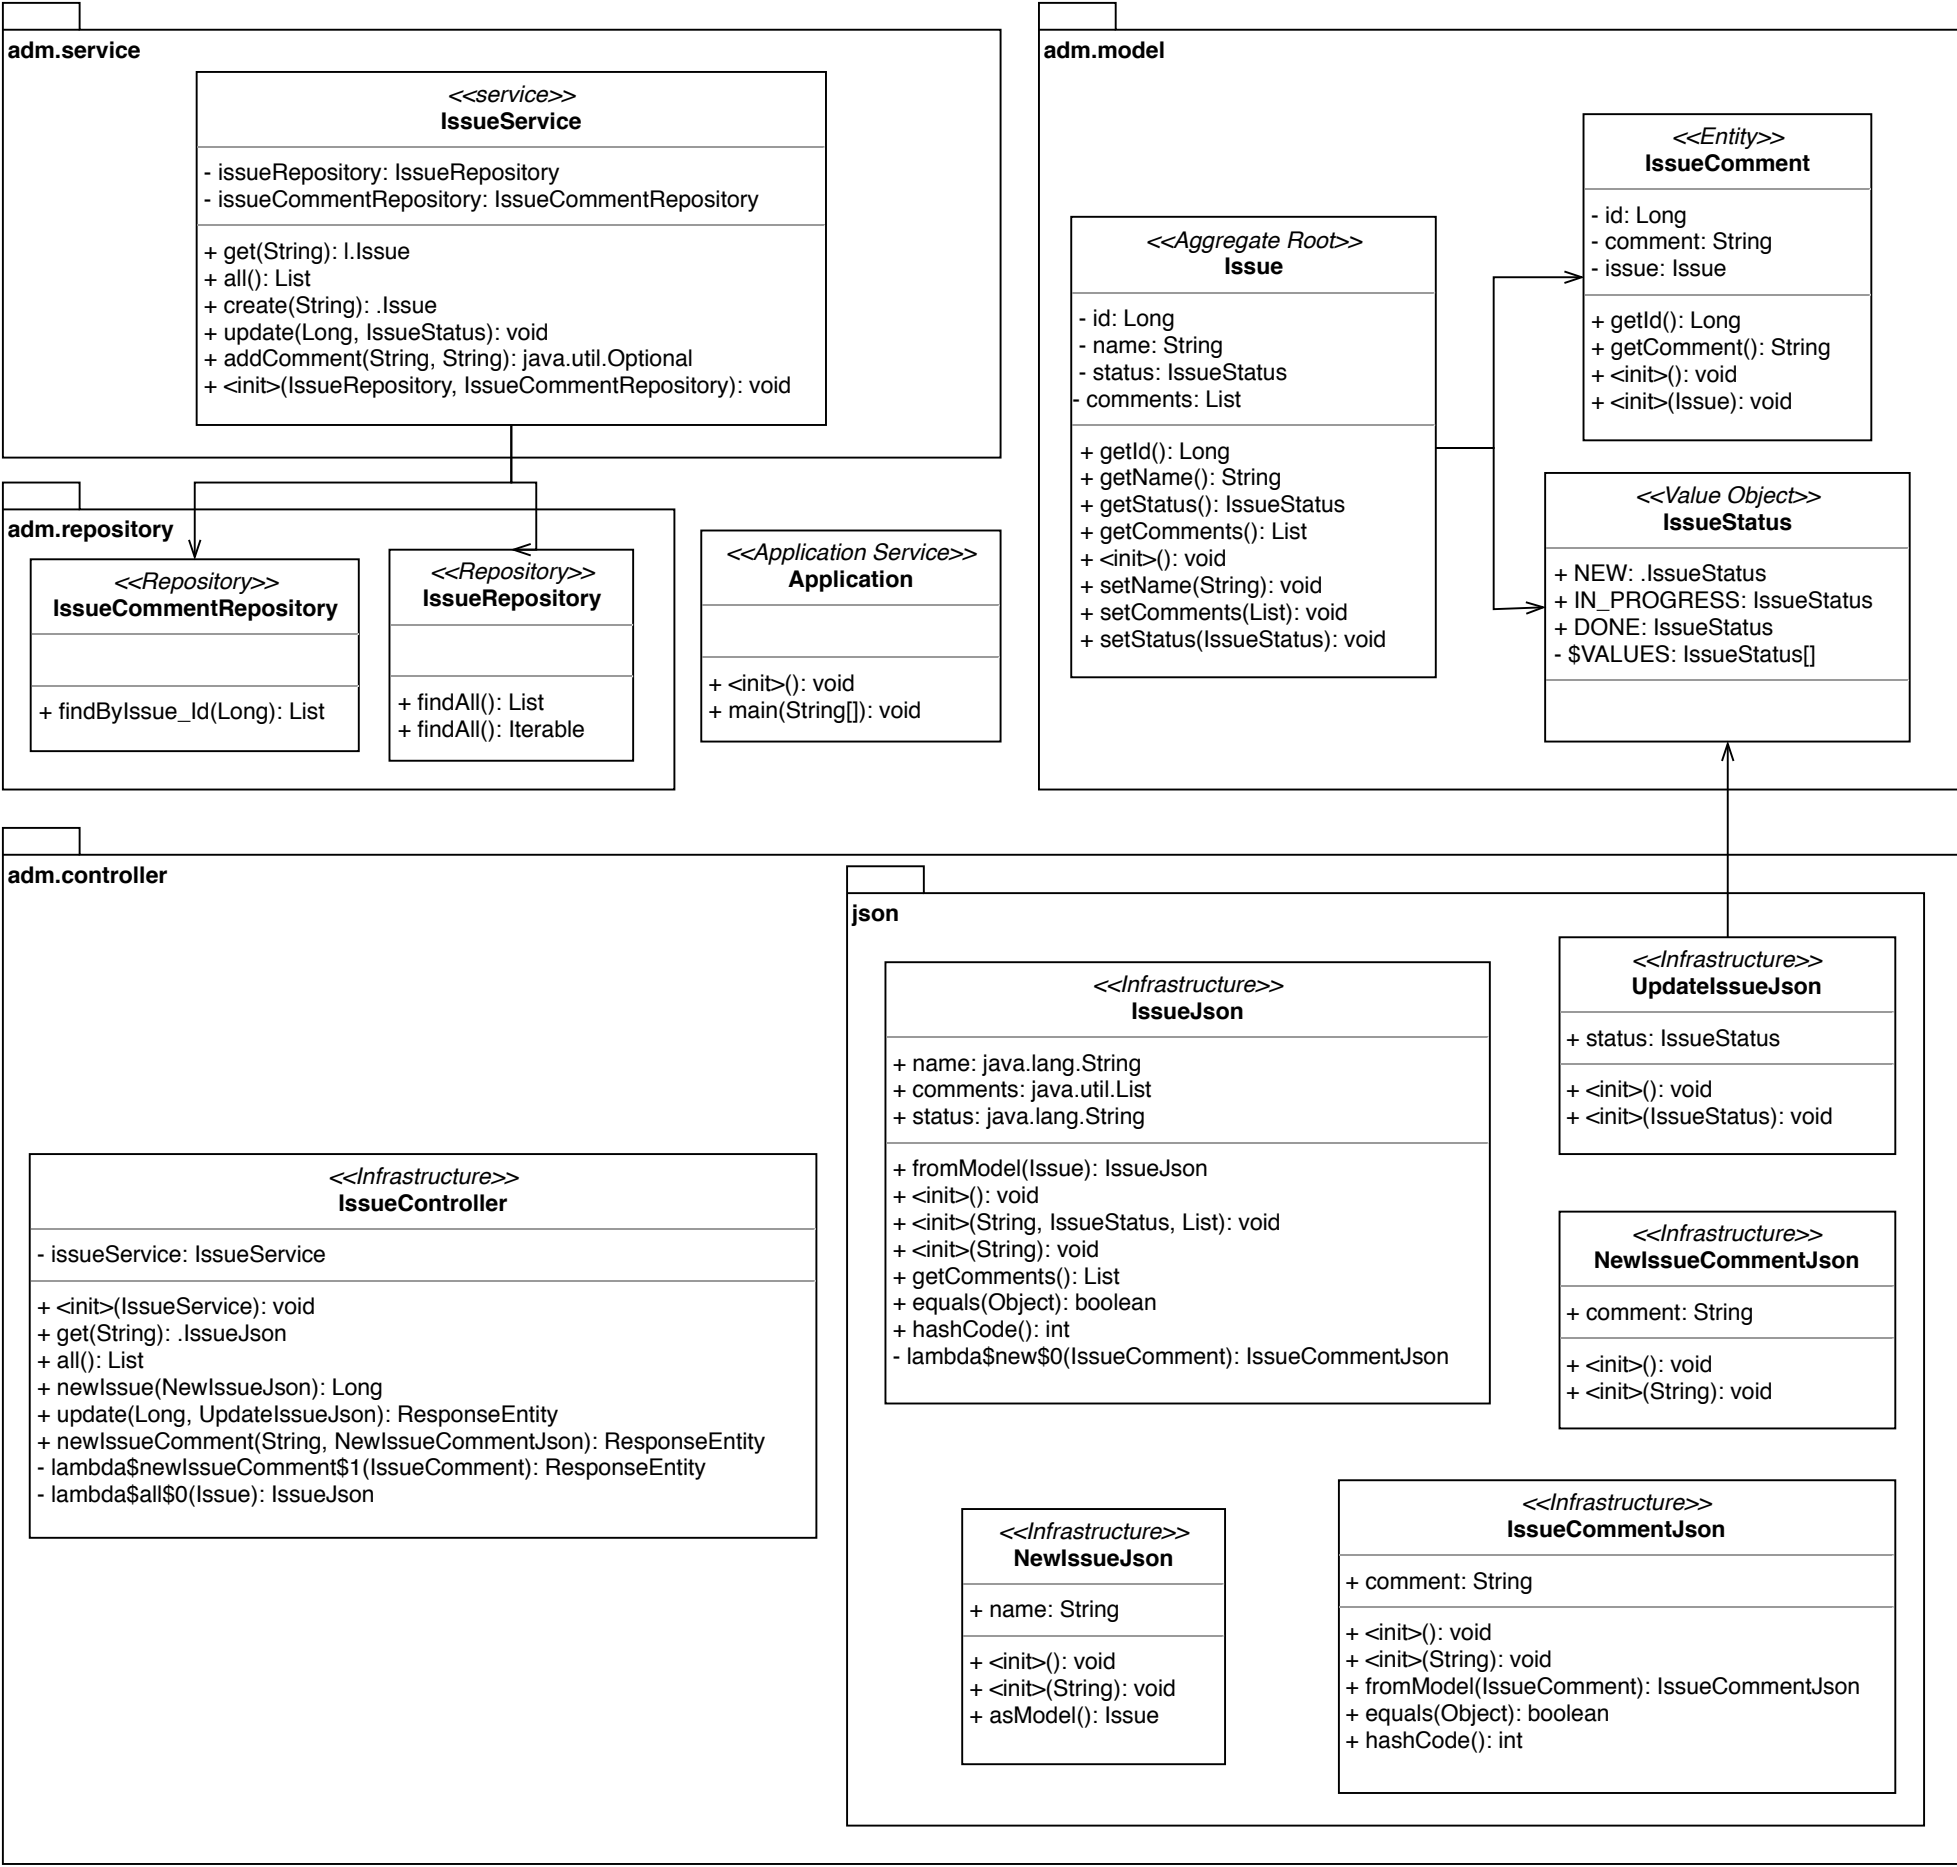 adm.service
<<service>>
IssueService
- issueRepository: IssueRepository
- issueCommentRepository: IssueCommentRepository
+ get(String): l.Issue
+ all(): List
+ create(String): .Issue
+ update(Long, IssueStatus): void
+ addComment(String, String): java.util.Optional
+ <init>(IssueRepository, IssueCommentRepository): void
adm.model
<<Aggregate Root>>
Issue
- id: Long
- name: String
- status: IssueStatus
- comments: List
+ getId(): Long
+ getName(): String
+ getStatus(): IssueStatus
+ getComments(): List
+ <init>(): void
+ setName(String): void
+ setComments(List): void
+ setStatus(IssueStatus): void
<<Entity>>
IssueComment
- id: Long
- comment: String
- issue: Issue
+ getId(): Long
+ getComment(): String
+ <init>(): void
+ <init>(Issue): void
<<Value Object>>
IssueStatus
+ NEW: .IssueStatus
+ IN_PROGRESS: IssueStatus
+ DONE: IssueStatus
- $VALUES: IssueStatus[]
adm.repository
<<Repository>>
IssueCommentRepository
+ findByIssue_Id(Long): List
<<Repository>>
IssueRepository
+ findAll(): List
+ findAll(): Iterable
<<Application Service>>
Application
+ <init>(): void
+ main(String[]): void
adm.controller
<<Infrastructure>>
IssueController
- issueService: IssueService
+ <init>(IssueService): void
+ get(String): .IssueJson
+ all(): List
+ newIssue(NewIssueJson): Long
+ update(Long, UpdateIssueJson): ResponseEntity
+ newIssueComment(String, NewIssueCommentJson): ResponseEntity
- lambda$newIssueComment$1(IssueComment): ResponseEntity
- lambda$all$0(Issue): IssueJson
json
<<Infrastructure>>
IssueJson
+ name: java.lang.String
+ comments: java.util.List
+ status: java.lang.String
+ fromModel(Issue): IssueJson
+ <init>(): void
+ <init>(String, IssueStatus, List): void
+ <init>(String): void
+ getComments(): List
+ equals(Object): boolean
+ hashCode(): int
- lambda$new$0(IssueComment): IssueCommentJson
<<Infrastructure>>
UpdateIssueJson
+ status: IssueStatus
+ <init>(): void
+ <init>(IssueStatus): void
<<Infrastructure>>
NewIssueCommentJson
+ comment: String
+ <init>(): void
+ <init>(String): void
<<Infrastructure>>
NewIssueJson
+ name: String
+ <init>(): void
+ <init>(String): void
+ asModel(): Issue
<<Infrastructure>>
IssueCommentJson
+ comment: String
+ <init>(): void
+ <init>(String): void
+ fromModel(IssueComment): IssueCommentJson
+ equals(Object): boolean
+ hashCode(): int